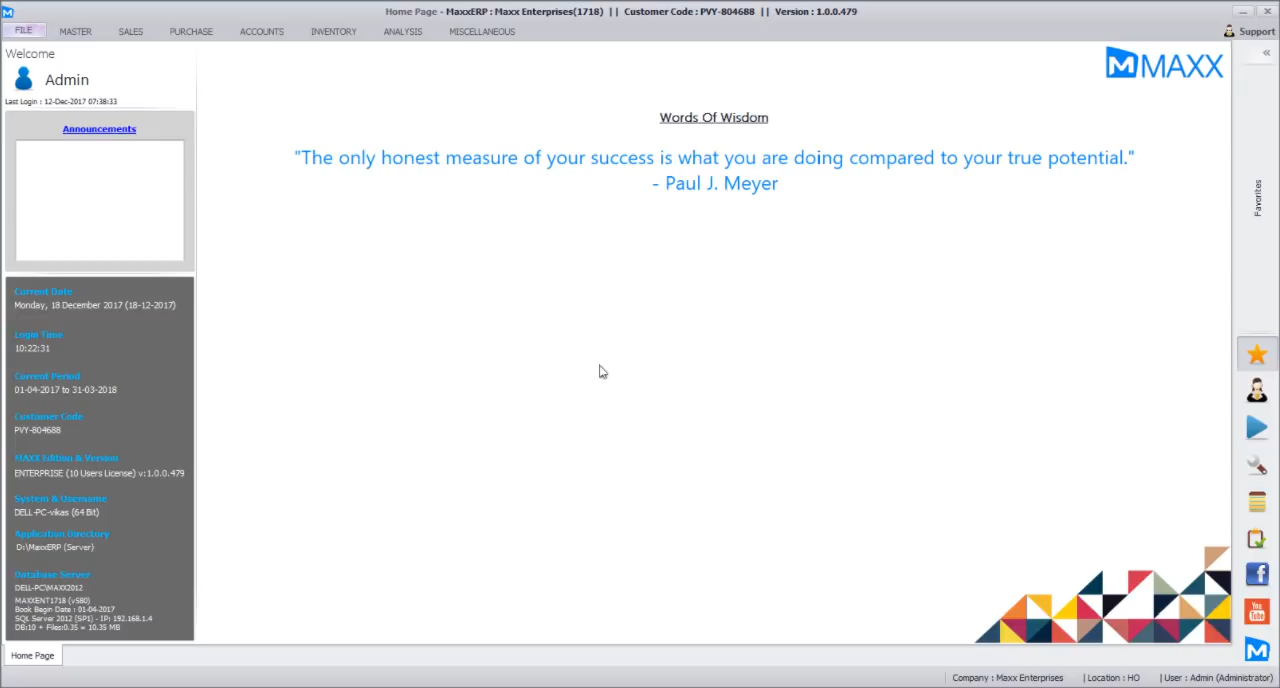 Home Page - MaxxERP : Maxx Enterprises(1718) || Customer Code : PVY-804688 || Version : 1.0.0.479
FILE MASTER SALES PURCHASE ACCOUNTS INVENTORY ANALYSIS MISCELLANEOUS Support
Welcome
Admin
Last Login : 12-Dec-2017 07:38:33
Announcements
MAXX
Words Of Wisdom
"The only honest measure of your success is what you are doing compared to your true potential."
- Paul J. Meyer
Favorites
Current Date
Monday, 18 December 2017 (18-12-2017)
Login Time
10:22:31
Current Period
01-04-2017 to 31-03-2018
Customer Code
PVY-804688
MAXX Edition & Version
ENTERPRISE (10 Users License) v:1.0.0.479
System & Username
DELL-PC-vikas (64 Bit)
Application Directory
D:\MaxxERP (Server)
Database Server
DELL-PC\MAXX2012
MAXXENT1718 (v580)
Book Begin Date : 01-04-2017
SQL Server 2012 [SP1] - IP: 192.168.1.4
DB:10 + Files:0.35 = 10.35 MB
You
Tube
Home Page
Company : Maxx Enterprises | Location : HO | User : Admin (Administrator)